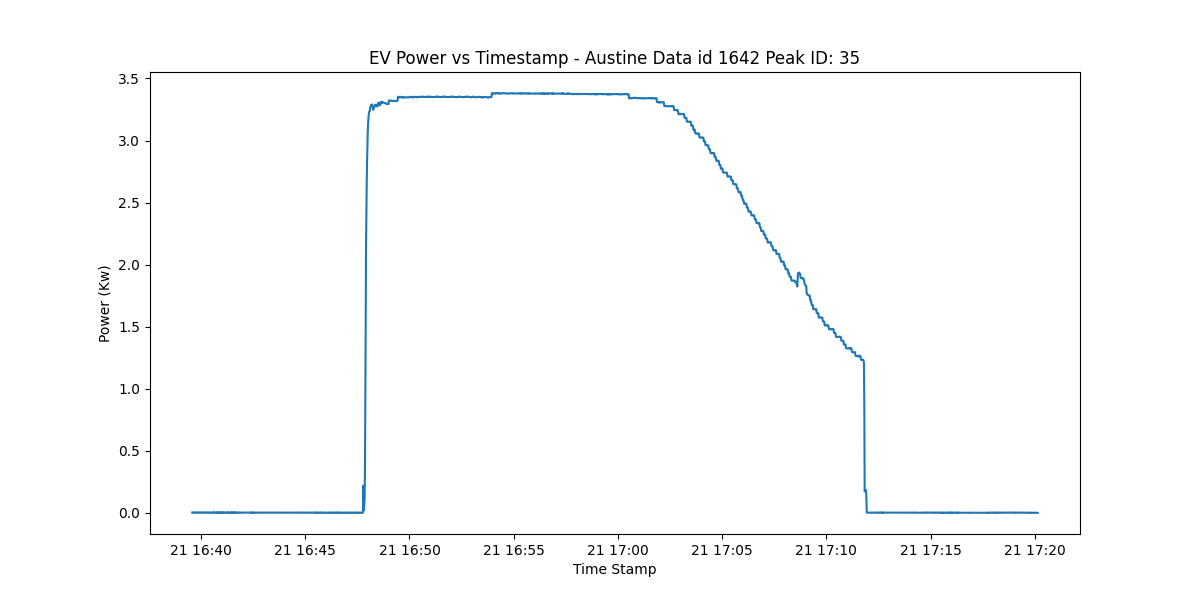 EV Power vs Timestamp - Austine Data id 1642 Peak ID: 35
3.5
3.0
2.5
2.0
1.5
1.0
0.5
0.0
Power (Kw)
21 16:40 21 16:45 21 16:50 21 16:55 21 17:00 21 17:05 21 17:10 21 17:15 21 17:20
Time Stamp